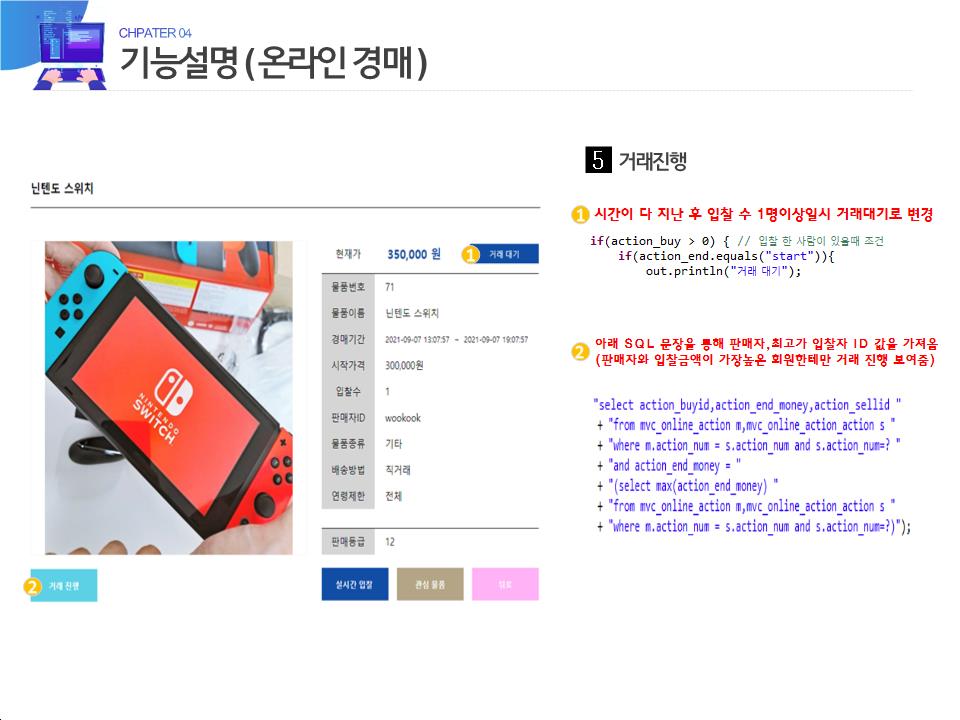 CHPATER 04
기능설명 ( 온라인 경매 )
5 거래진행
닌텐도 스위치
현재가 350,000 원 1 거래 대기
물품번호 71
물품이름 닌텐도 스위치
경매기간 2021-09-07 13:07:57 ~ 2021-09-07 19:07:57
시작가격 300,000원
입찰수 1
판매자ID wookook
물품종류 기타
배송방법 직거래
연령제한 전체
판매등급 12
실시간 입찰 관심 물품 뒤로
NINTENDO
SWITCH
2 거래 진행
1 시간이 다 지난 후 입찰 수 1명이상일시 거래대기로 변경
if(action_buy > 0) { // 입찰 한 사람이 있을때 조건
if(action_end.equals("start")){
out.println("거래 대기");
2 아래 SQL 문장을 통해 판매자,최고가 입찰자 ID 값을 가져옴
(판매자와 입찰금액이 가장높은 회원한테만 거래 진행 보여줌)
"select action_buyid,action_end_money,action_sellid "
+ "from mvc_online_action m,mvc_online_action_action s "
+ "where m.action_num = s.action_num and s.action_num=? "
+ "and action_end_money = "
+ "(select max(action_end_money) "
+ "from mvc_online_action m,mvc_online_action_action s "
+ "where m.action_num = s.action_num and s.action_num=?)");